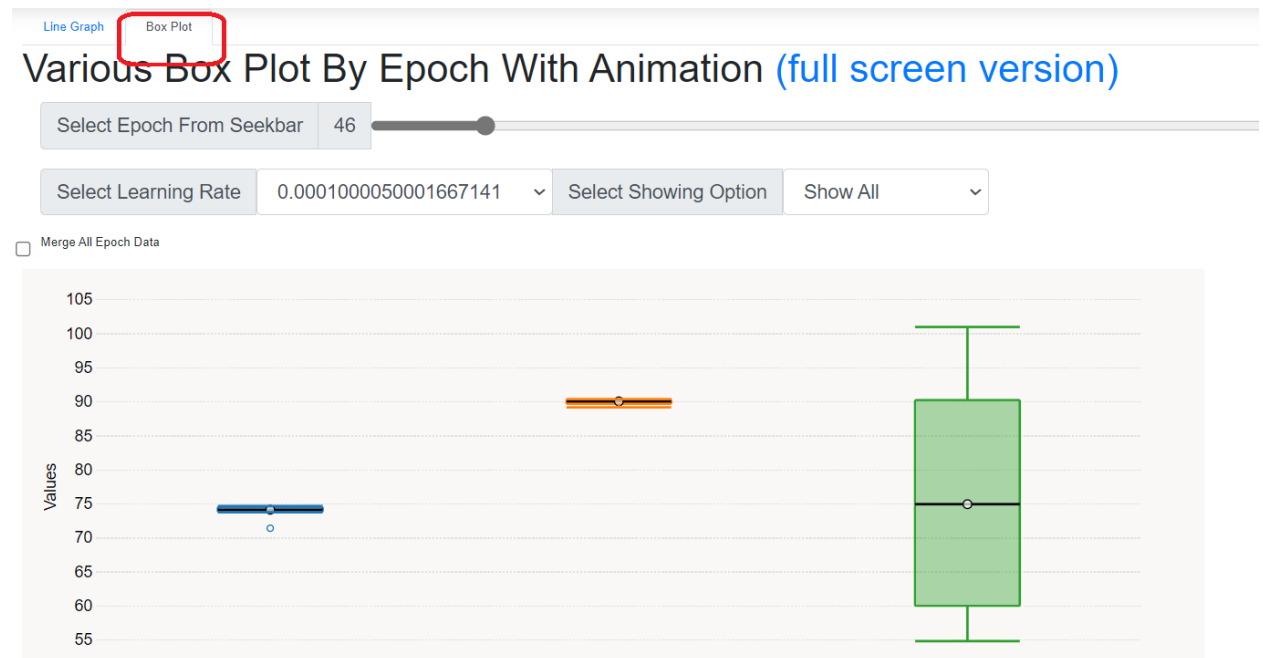 Line Graph Box Plot
Various Box Plot By Epoch With Animation (full screen version)
Select Epoch From Seekbar 46
Select Learning Rate 0.0001000050001667141 Select Showing Option Show All
Merge All Epoch Data
105
100
95
90
85
80
75
70
65
60
55
Values